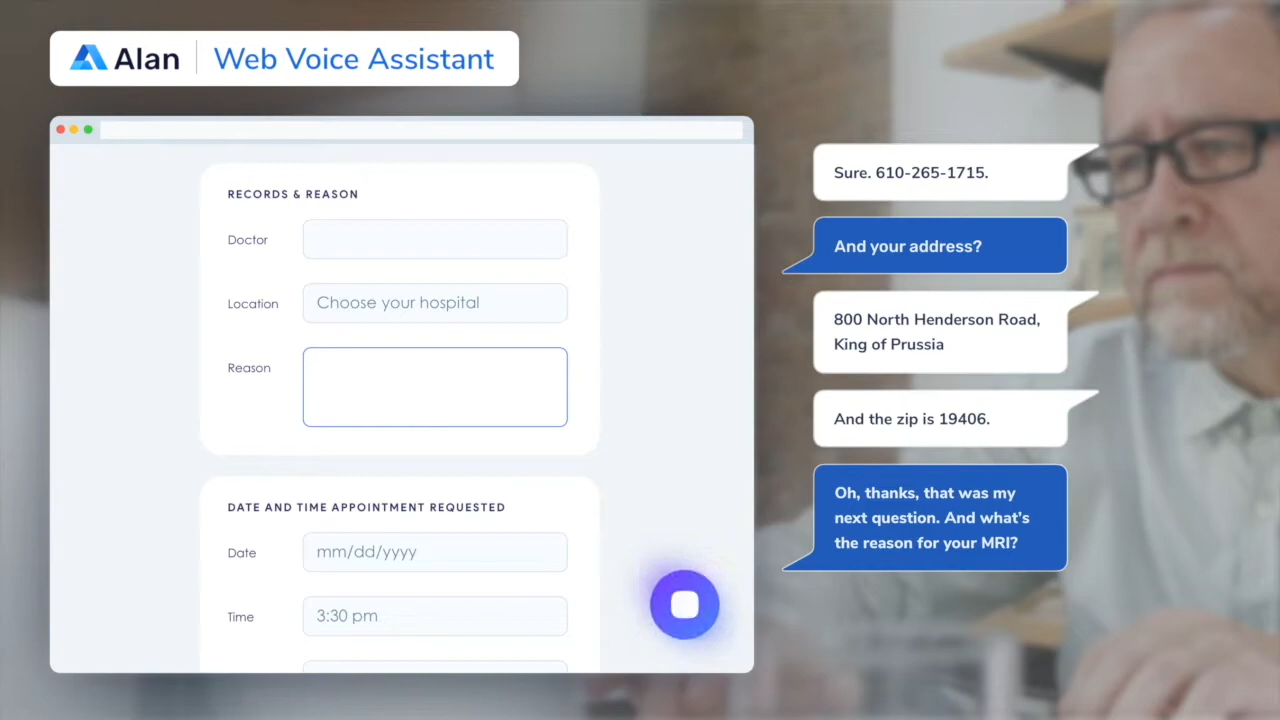 Alan
Web Voice Assistant
RECORDS & REASON
Doctor
Location
Choose your hospital
Reason
DATE AND TIME APPOINTMENT REQUESTED
Date
mm/dd/yyyy
Time
3:30 pm
Sure. 610-265-1715.
And your address?
800 North Henderson Road,
King of Prussia
And the zip is 19406.
Oh, thanks, that was my
next question. And what's
the reason for your MRI?